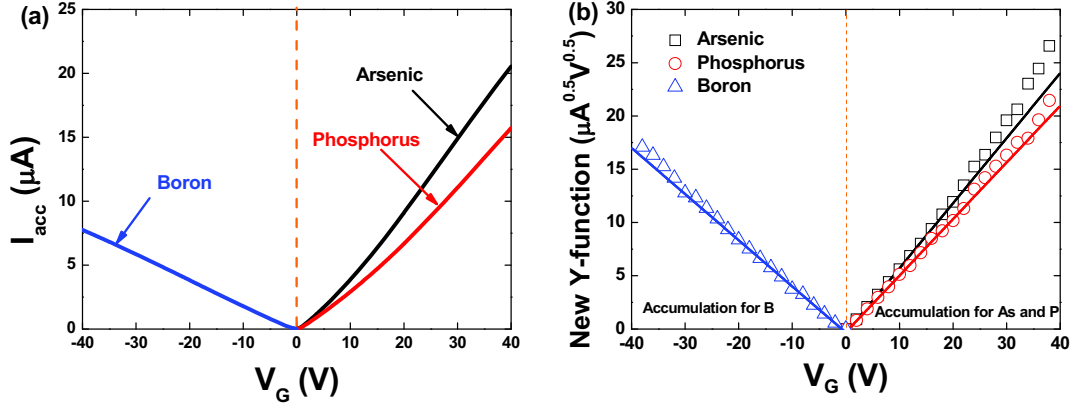 (a)
25
20
15
10
5
0
I_acc (μA)
Arsenic
Phosphorus
Boron
-40 -30 -20 -10 0 10 20 30 40
V_G (V)
(b)
30
25
20
15
10
5
0
New Y-function (μA^0.5V^0.5)
Arsenic
Phosphorus
Boron
Accumulation for B
Accumulation for As and P
-40 -30 -20 -10 0 10 20 30 40
V_G (V)